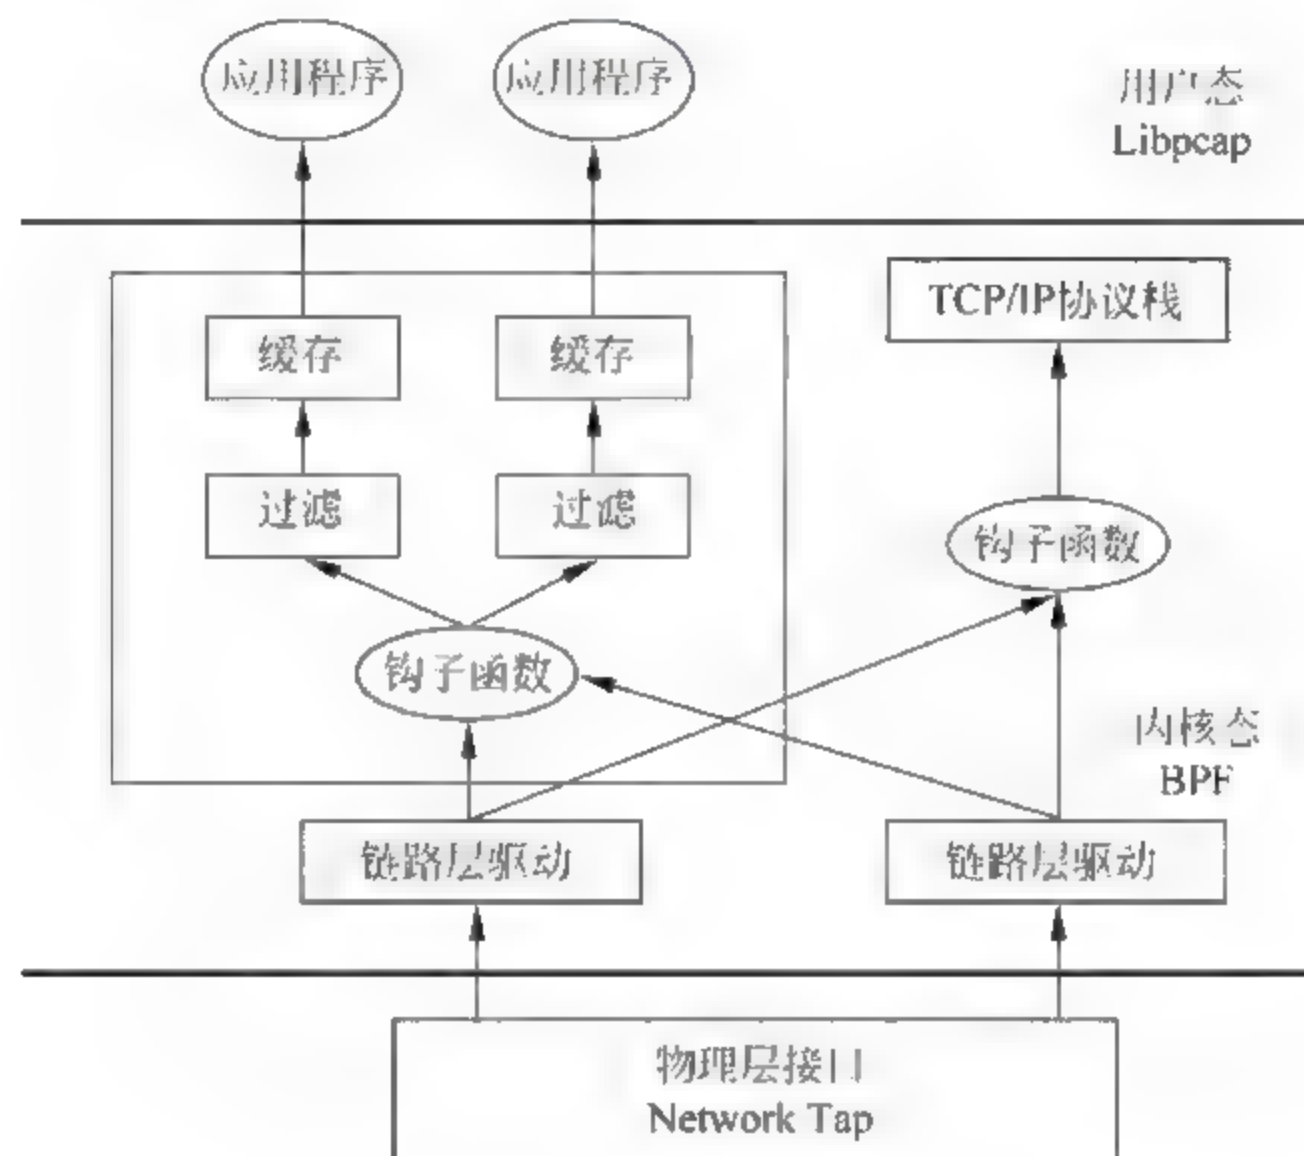 应用程序
应用程序
用户态
Libpcap
TCP/IP协议栈
缓存
缓存
过滤
过滤
钩子函数
钩子函数
内核态
BPF
链路层驱动
链路层驱动
物理层接口
Network Tap